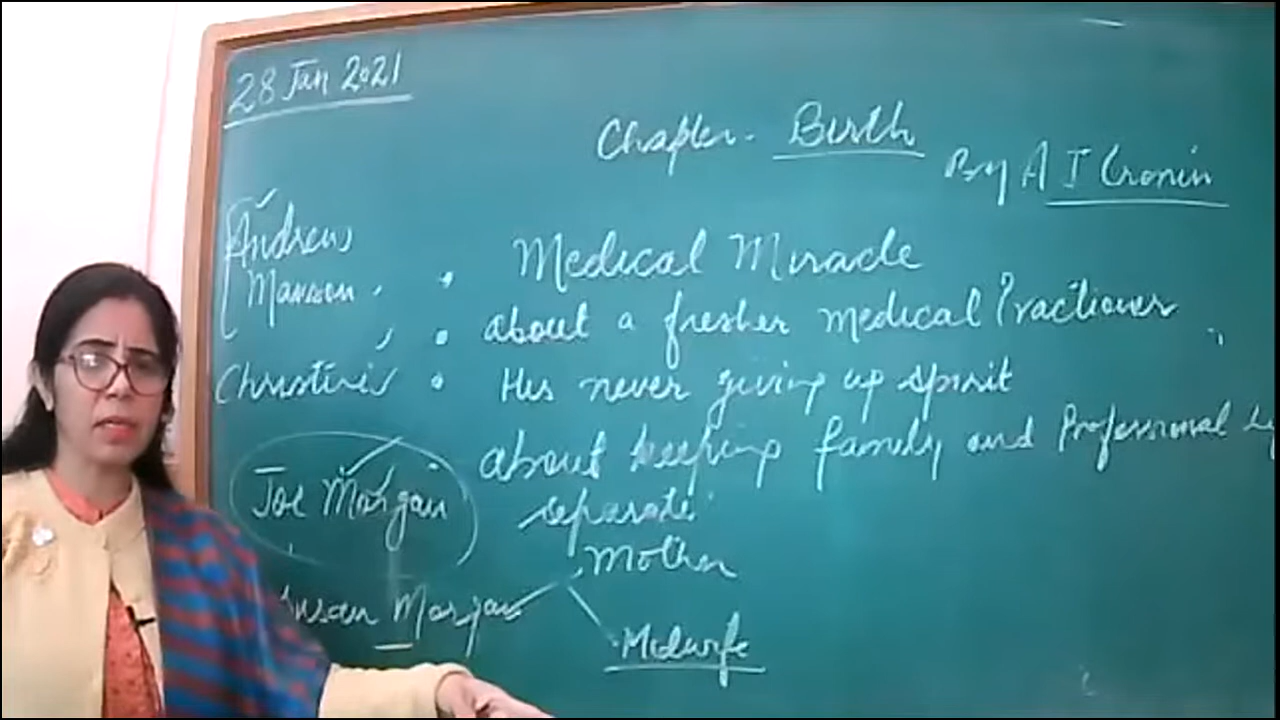 28 Jan 2021
Chapter - Birth
By A J Cronin
Andrew
Manson
Medical Miracle
about a fresher Medical Practioner
Christine
His never giving up spirit
about keeping family and Professional
separate
Joe Morgan
Mother
Susan Morgan
Midwife